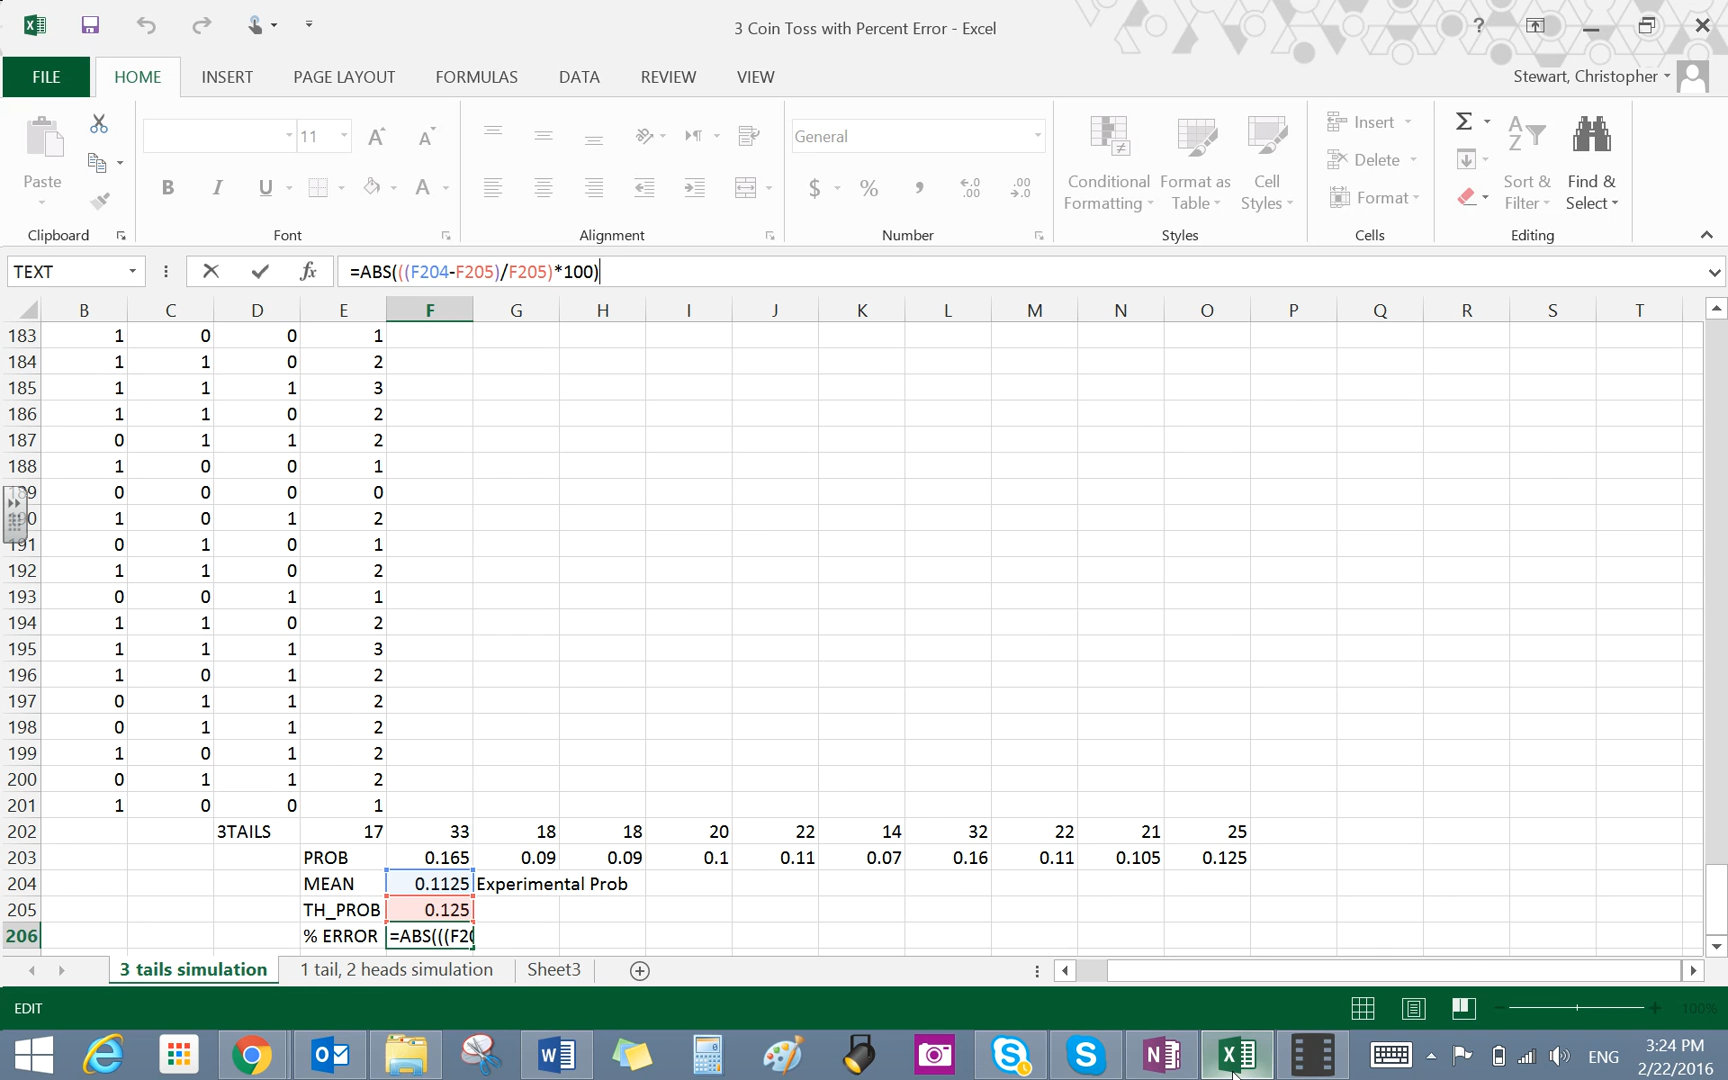 3 Coin Toss with Percent Error - Excel
?
FILE HOME INSERT PAGE LAYOUT FORMULAS DATA REVIEW VIEW
Stewart, Christopher
Paste
11
General
Conditional Formatting
Format as Table
Cell Styles
Insert
Delete
Format
Sort & Filter
Find & Select
Clipboard Font Alignment Number Styles Cells Editing
TEXT
=ABS(((F204-F205)/F205)*100)
B C D E F G H I J K L M N O P Q R S T
183 1 0 0 1
184 1 1 0 2
185 1 1 1 3
186 1 1 0 2
187 0 1 1 2
188 1 0 0 1
9 0 0 0 0
90 1 0 1 2
191 0 1 0 1
192 1 1 0 2
193 0 0 1 1
194 1 1 0 2
195 1 1 1 3
196 1 0 1 2
197 0 1 1 2
198 0 1 1 2
199 1 0 1 2
200 0 1 1 2
201 1 0 0 1
202 3TAILS 17 33 18 18 20 22 14 32 22 21 25
203 PROB 0.165 0.09 0.09 0.1 0.11 0.07 0.16 0.11 0.105 0.125
204 MEAN 0.1125 Experimental Prob
205 TH_PROB 0.125
206 % ERROR =ABS(((F20
3 tails simulation 1 tail, 2 heads simulation Sheet3
EDIT
100%
ENG
3:24 PM
2/22/2016